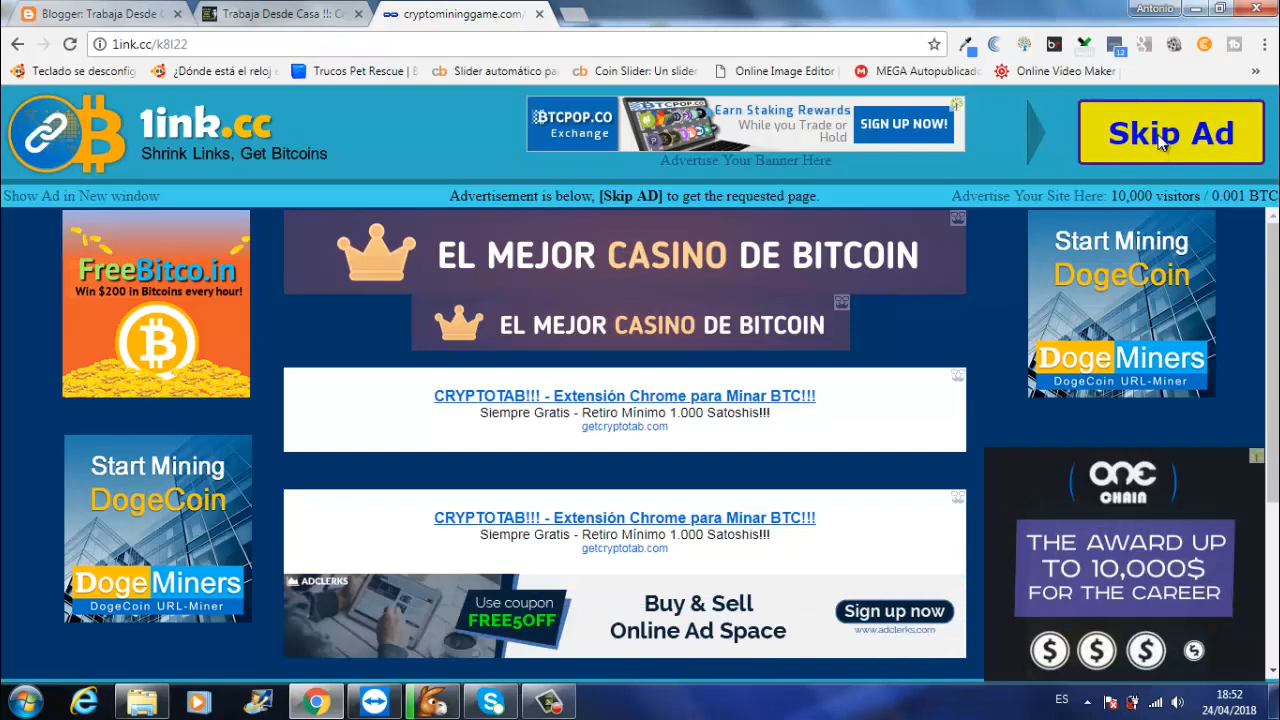 Blogger: Trabaja Desde C
Trabaja Desde Casa !!: C
cryptomininggame.com/
Antonio
1ink.cc/k8I22
12
Teclado se desconfig
¿Dónde está el reloj
Trucos Pet Rescue |
Slider automático pa
Coin Slider: Un slider
Online Image Editor |
MEGA Autopublicad
Online Video Maker
»
1ink.cc
Shrink Links, Get Bitcoins
BTCPOP.CO
Exchange
Earn Staking Rewards
While you Trade or
Hold
SIGN UP NOW!
Advertise Your Banner Here
Skip Ad
Show Ad in New window
Advertisement is below, [Skip AD] to get the requested page.
Advertise Your Site Here: 10,000 visitors / 0.001 BTC
FreeBitco.in
Win $200 in Bitcoins every hour!
EL MEJOR CASINO DE BITCOIN
EL MEJOR CASINO DE BITCOIN
Start Mining
DogeCoin
DogeMiners
DogeCoin URL-Miner
CRYPTOTAB!!! - Extensión Chrome para Minar BTC!!!
Siempre Gratis - Retiro Mínimo 1.000 Satoshis!!!
getcryptotab.com
Start Mining
DogeCoin
DogeMiners
DogeCoin URL-Miner
CRYPTOTAB!!! - Extensión Chrome para Minar BTC!!!
Siempre Gratis - Retiro Mínimo 1.000 Satoshis!!!
getcryptotab.com
ONE
CHAIN
THE AWARD UP
TO 10,000$
FOR THE CAREER
ADCLERKS
Use coupon
FREE5OFF
Buy & Sell
Online Ad Space
Sign up now
www.adclerks.com
ES
18:52
24/04/2018